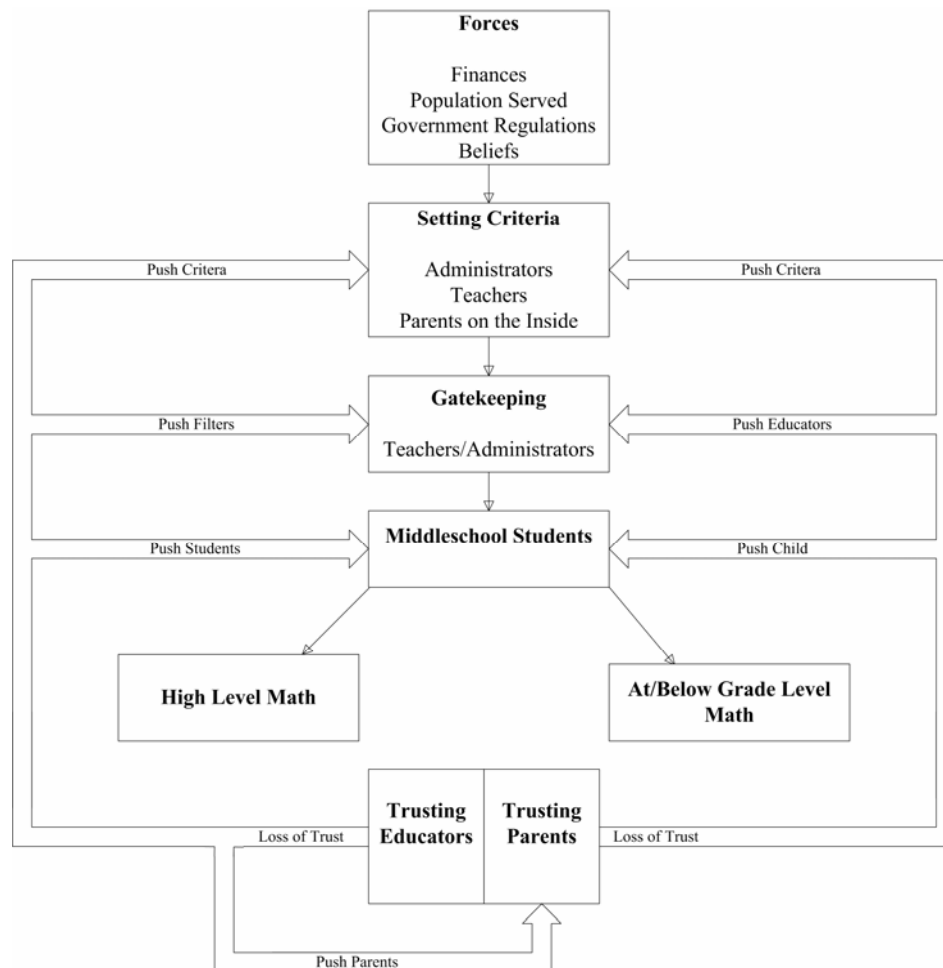 Forces
Finances
Population Served
Government Regulations
Beliefs
Setting Criteria
Administrators
Teachers
Parents on the Inside
Push Critera
Push Critera
Gatekeeping
Teachers/Administrators
Push Filters
Push Educators
Middleschool Students
Push Students
Push Child
High Level Math
At/Below Grade Level
Math
Trusting
Educators
Trusting
Parents
Loss of Trust
Loss of Trust
Push Parents